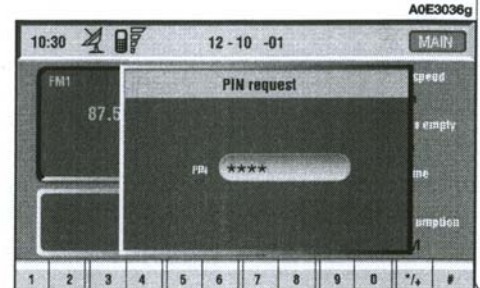 A0E3036g
10:30 12 - 10 - 01 MAIN
FM1
87.5
speed
PIN request
empty
PIN ****
me
umption
1 2 3 4 5 6 7 8 9 0 */+ #